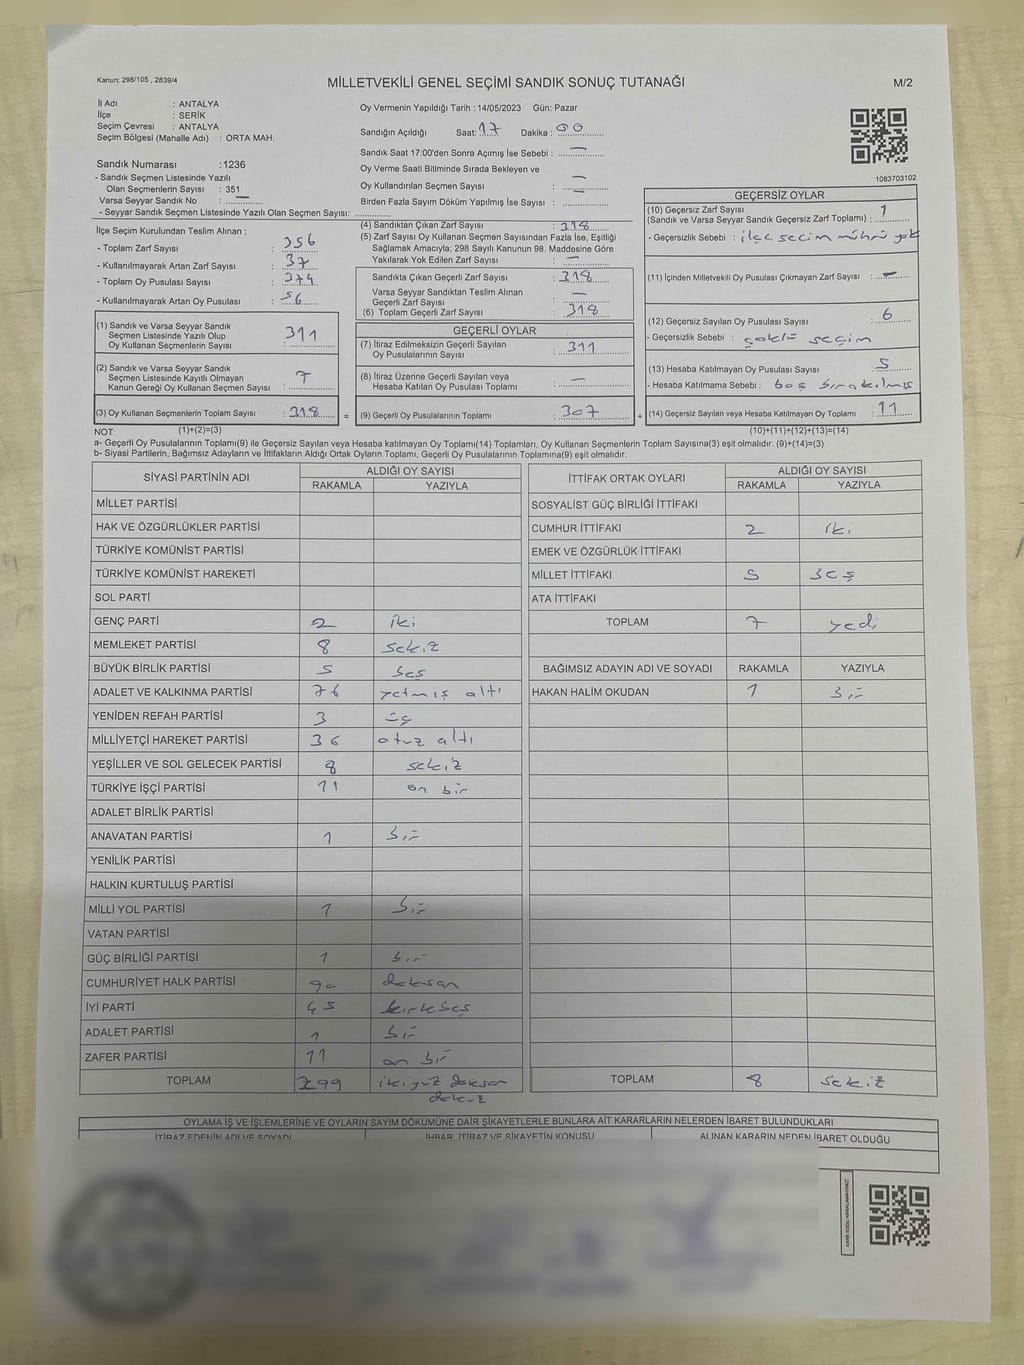 Kanun: 298/105 , 2839/4
MİLLETVEKİLİ GENEL SEÇİMİ SANDIK SONUÇ TUTANAĞI
M/2
İl Adı : ANTALYA
İlçe : SERİK
Seçim Çevresi : ANTALYA
Seçim Bölgesi (Mahalle Adı) : ORTA MAH.
Sandık Numarası :1236
- Sandık Seçmen Listesinde Yazılı
Olan Seçmenlerin Sayısı : 351
Varsa Seyyar Sandık No : —
- Seyyar Sandık Seçmen Listesinde Yazılı Olan Seçmen Sayısı:
Oy Vermenin Yapıldığı Tarih : 14/05/2023 Gün: Pazar
Sandığın Açıldığı Saat: 17 Dakika : 00
Sandık Saat 17:00'den Sonra Açımış İse Sebebi : —
Oy Verme Saati Bitiminde Sırada Bekleyen ve
Oy Kullandırılan Seçmen Sayısı : —
Birden Fazla Sayım Döküm Yapılmış İse Sayısı : —
1083703102
İlçe Seçim Kurulundan Teslim Alınan ;
- Toplam Zarf Sayısı : 356
- Kullanılmayarak Artan Zarf Sayısı : 37
- Toplam Oy Pusulası Sayısı : 374
- Kullanılmayarak Artan Oy Pusulası : 56
(1) Sandık ve Varsa Seyyar Sandık
Seçmen Listesinde Yazılı Olup
Oy Kullanan Seçmenlerin Sayısı : 311
(2) Sandık ve Varsa Seyyar Sandık
Seçmen Listesinde Kayıtlı Olmayan
Kanun Gereği Oy Kullanan Seçmen Sayısı : 7
(3) Oy Kullanan Seçmenlerin Toplam Sayısı : 318 =
(1)+(2)=(3)
(4) Sandıktan Çıkan Zarf Sayısı : 318
(5) Zarf Sayısı Oy Kullanan Seçmen Sayısından Fazla İse, Eşitliği
Sağlamak Amacıyla; 298 Sayılı Kanunun 98. Maddesine Göre
Yakılarak Yok Edilen Zarf Sayısı : —
Sandıkta Çıkan Geçerli Zarf Sayısı : 318
Varsa Seyyar Sandıktan Teslim Alınan
Geçerli Zarf Sayısı : —
(6) Toplam Geçerli Zarf Sayısı : 318
GEÇERLİ OYLAR
(7) İtiraz Edilmeksizin Geçerli Sayılan
Oy Pusulalarının Sayısı : 311
(8) İtiraz Üzerine Geçerli Sayılan veya
Hesaba Katılan Oy Pusulası Toplamı : —
(9) Geçerli Oy Pusulalarının Toplamı : 307 +
GEÇERSİZ OYLAR
(10) Geçersiz Zarf Sayısı
(Sandık ve Varsa Seyyar Sandık Geçersiz Zarf Toplamı) : 1
- Geçersizlik Sebebi : ilçe seçim mührü yok
(11) İçinden Milletvekili Oy Pusulası Çıkmayan Zarf Sayısı : —
(12) Geçersiz Sayılan Oy Pusulası Sayısı : 6
- Geçersizlik Sebebi : çoklu seçim
(13) Hesaba Katılmayan Oy Pusulası Sayısı : 5
- Hesaba Katılmama Sebebi : boş bırakılmış
(14) Geçersiz Sayılan veya Hesaba Katılmayan Oy Toplamı : 11
(10)+(11)+(12)+(13)=(14)
NOT:
a- Geçerli Oy Pusulalarının Toplamı(9) ile Geçersiz Sayılan veya Hesaba katılmayan Oy Toplamı(14) Toplamları, Oy Kullanan Seçmenlerin Toplam Sayısına(3) eşit olmalıdır. (9)+(14)=(3)
b- Siyasi Partilerin, Bağımsız Adayların ve İttifakların Aldığı Ortak Oyların Toplamı, Geçerli Oy Pusulalarının Toplamına(9) eşit olmalıdır.
SİYASİ PARTİNİN ADI ALDIĞI OY SAYISI
RAKAMLA YAZIYLA
MİLLET PARTİSİ
HAK VE ÖZGÜRLÜKLER PARTİSİ
TÜRKİYE KOMÜNİST PARTİSİ
TÜRKİYE KOMÜNİST HAREKETİ
SOL PARTİ
GENÇ PARTİ 2 iki
MEMLEKET PARTİSİ 8 sekiz
BÜYÜK BİRLİK PARTİSİ 5 beş
ADALET VE KALKINMA PARTİSİ 76 yetmiş altı
YENİDEN REFAH PARTİSİ 3 üç
MİLLİYETÇİ HAREKET PARTİSİ 36 otuz altı
YEŞİLLER VE SOL GELECEK PARTİSİ 8 sekiz
TÜRKİYE İŞÇİ PARTİSİ 11 on bir
ADALET BİRLİK PARTİSİ
ANAVATAN PARTİSİ 1 bir
YENİLİK PARTİSİ
HALKIN KURTULUŞ PARTİSİ
MİLLİ YOL PARTİSİ 1 bir
VATAN PARTİSİ
GÜÇ BİRLİĞİ PARTİSİ 1 bir
CUMHURİYET HALK PARTİSİ 90 doksan
İYİ PARTİ 45 kırkbeş
ADALET PARTİSİ 1 bir
ZAFER PARTİSİ 11 on bir
TOPLAM 299 ikiyüz doksan
dokuz
İTTİFAK ORTAK OYLARI ALDIĞI OY SAYISI
RAKAMLA YAZIYLA
SOSYALİST GÜÇ BİRLİĞİ İTTİFAKI
CUMHUR İTTİFAKI 2 iki
EMEK VE ÖZGÜRLÜK İTTİFAKI
MİLLET İTTİFAKI 5 beş
ATA İTTİFAKI
TOPLAM 7 yedi
BAĞIMSIZ ADAYIN ADI VE SOYADI RAKAMLA YAZIYLA
HAKAN HALİM OKUDAN 1 bir
TOPLAM 8 sekiz
OYLAMA İŞ VE İŞLEMLERİNE VE OYLARIN SAYIM DÖKÜMÜNE DAİR ŞİKAYETLERLE BUNLARA AİT KARARLARIN NELERDEN İBARET BULUNDUKLARI
İTİRAZ EDENİN ADI VE SOYADI İHBAR, İTİRAZ VE ŞİKAYETİN KONUSU ALINAN KARARIN NEDEN İBARET OLDUĞU
KARE KODU KARALAMAYINIZ!